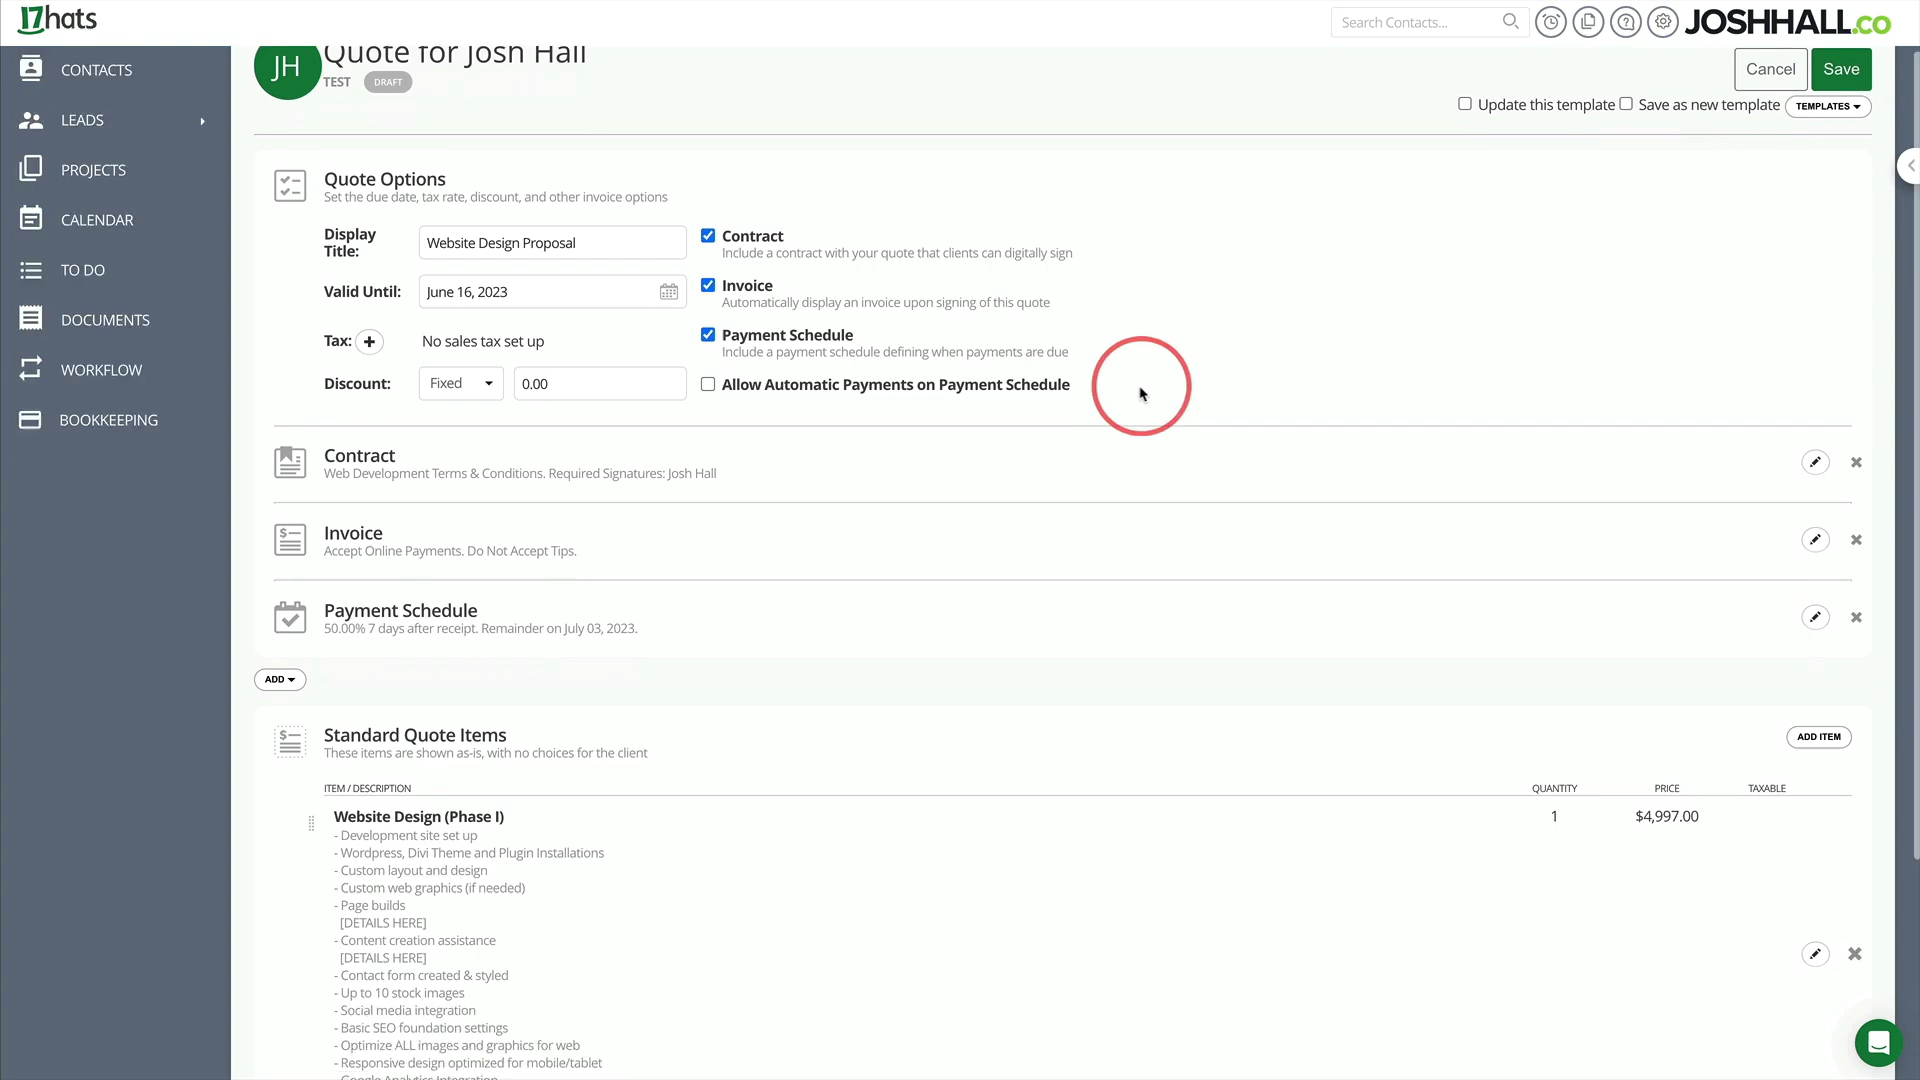 17hats
Search Contacts...
JOSHHALL.co
CONTACTS
LEADS
PROJECTS
CALENDAR
TO DO
DOCUMENTS
WORKFLOW
BOOKKEEPING
JH
Quote for Josh Hall
TEST DRAFT
Cancel Save
Update this template Save as new template TEMPLATES
Quote Options
Set the due date, tax rate, discount, and other invoice options
Display
Title:
Website Design Proposal
Valid Until: June 16, 2023
Tax: No sales tax set up
Discount: Fixed 0.00
Contract
Include a contract with your quote that clients can digitally sign
Invoice
Automatically display an invoice upon signing of this quote
Payment Schedule
Include a payment schedule defining when payments are due
Allow Automatic Payments on Payment Schedule
Contract
Web Development Terms & Conditions. Required Signatures: Josh Hall
Invoice
Accept Online Payments. Do Not Accept Tips.
Payment Schedule
50.00% 7 days after receipt. Remainder on July 03, 2023.
ADD
Standard Quote Items
These items are shown as-is, with no choices for the client
ADD ITEM
ITEM / DESCRIPTION QUANTITY PRICE TAXABLE
Website Design (Phase I) 1 $4,997.00
- Development site set up
- Wordpress, Divi Theme and Plugin Installations
- Custom layout and design
- Custom web graphics (if needed)
- Page builds
[DETAILS HERE]
- Content creation assistance
[DETAILS HERE]
- Contact form created & styled
- Up to 10 stock images
- Social media integration
- Basic SEO foundation settings
- Optimize ALL images and graphics for web
- Responsive design optimized for mobile/tablet
- Google Analytics Integration